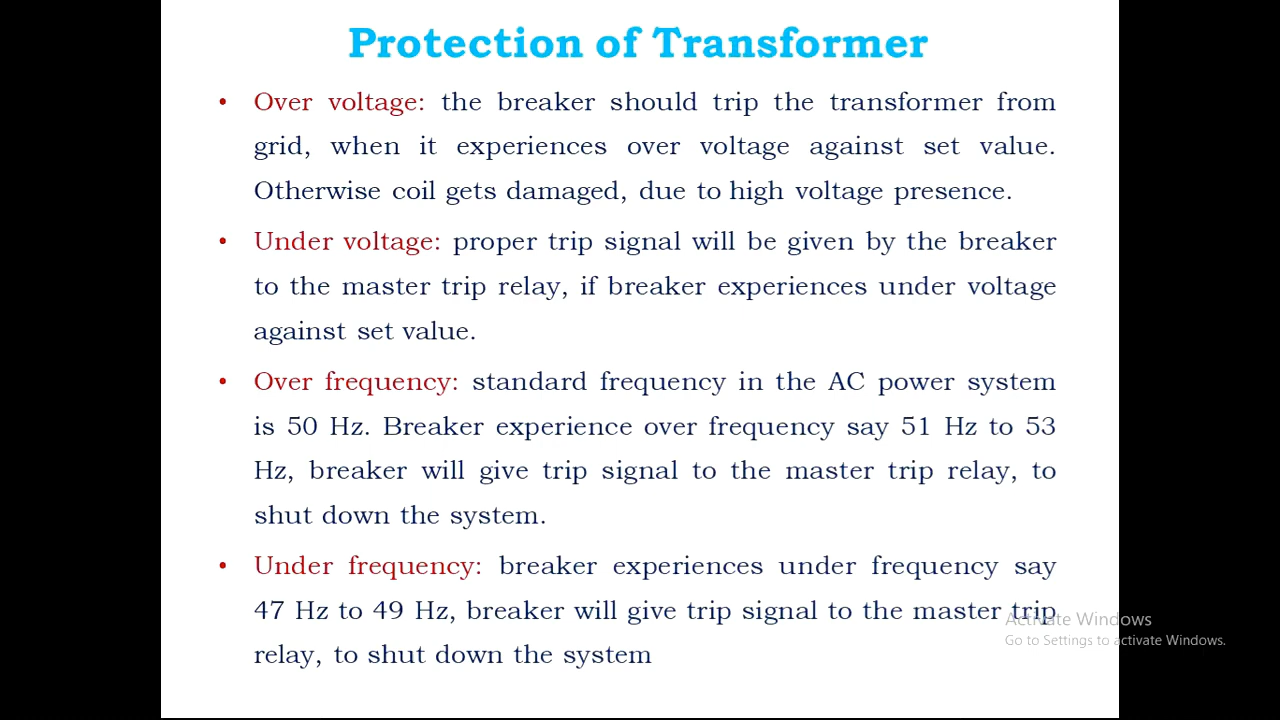 Protection of Transformer
• Over voltage: the breaker should trip the transformer from
grid, when it experiences over voltage against set value.
Otherwise coil gets damaged, due to high voltage presence.
• Under voltage: proper trip signal will be given by the breaker
to the master trip relay, if breaker experiences under voltage
against set value.
• Over frequency: standard frequency in the AC power system
is 50 Hz. Breaker experience over frequency say 51 Hz to 53
Hz, breaker will give trip signal to the master trip relay, to
shut down the system.
• Under frequency: breaker experiences under frequency say
47 Hz to 49 Hz, breaker will give trip signal to the master trip
relay, to shut down the system
Activate Windows
Go to Settings to activate Windows.